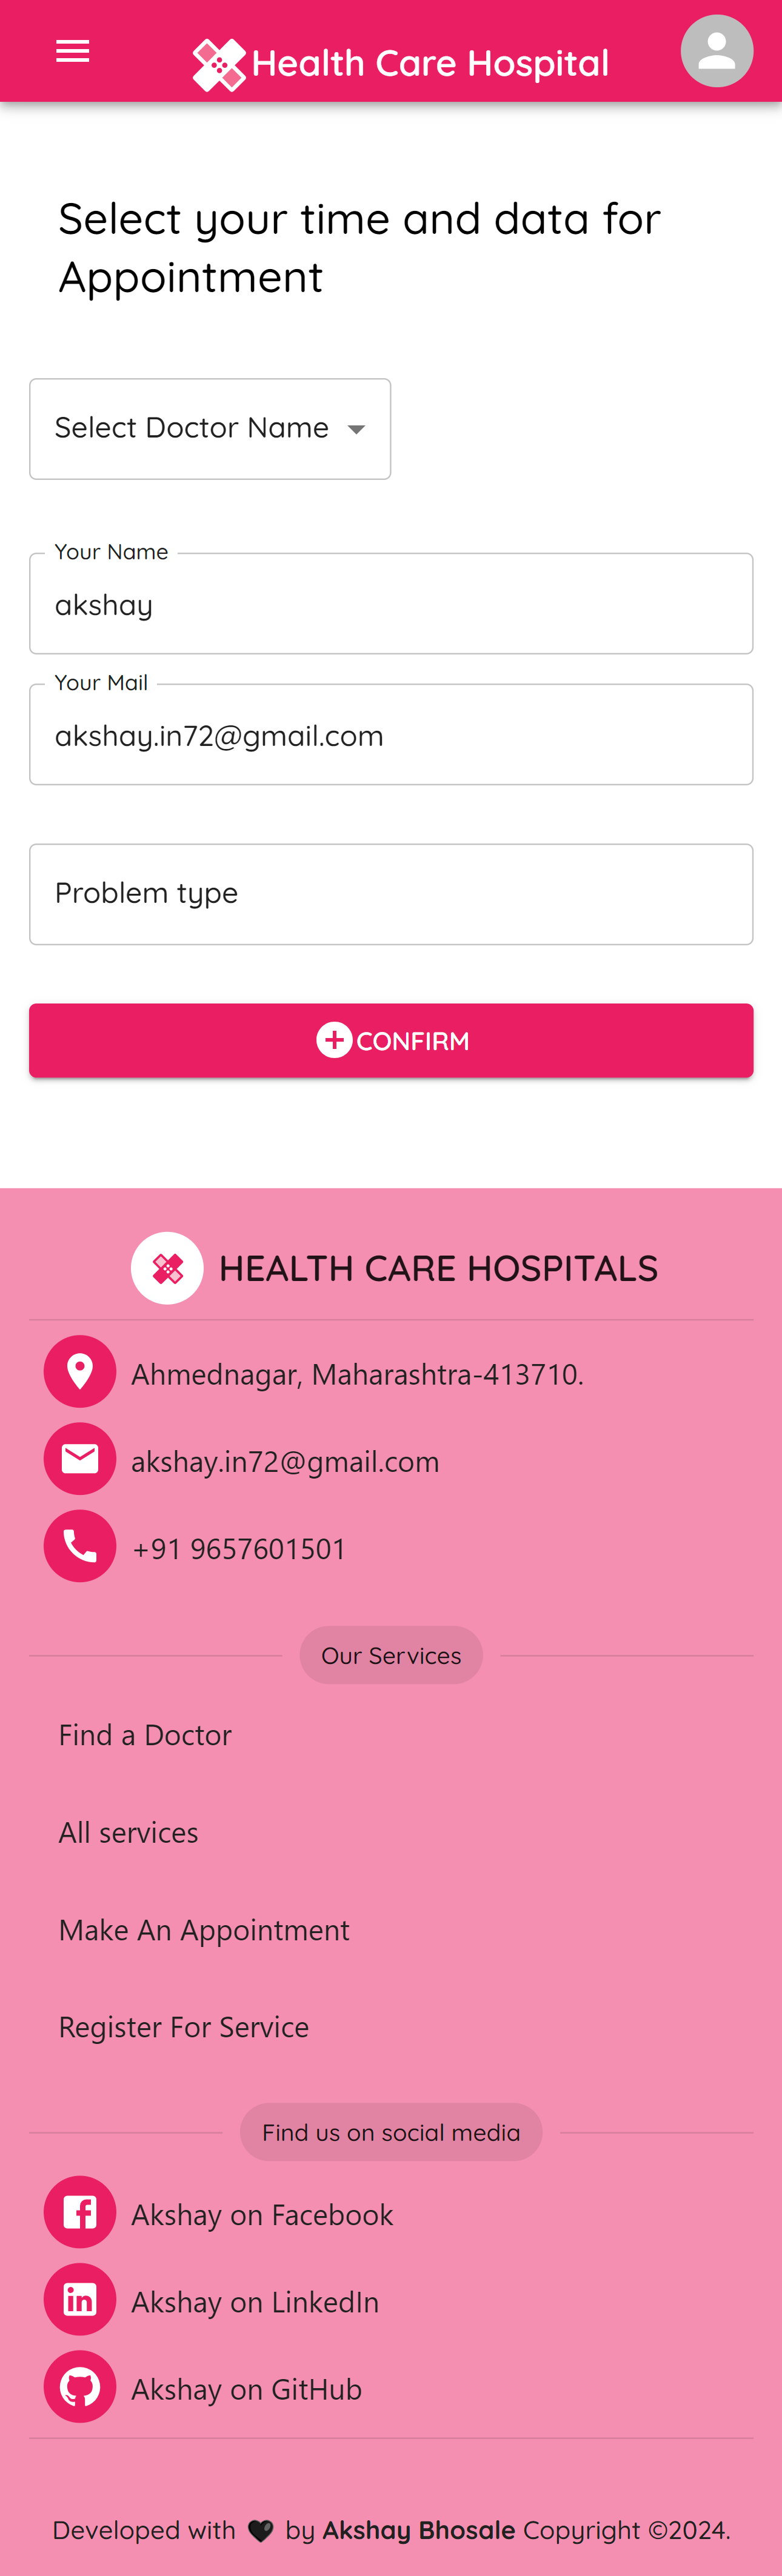 Health Care Hospital
Select your time and data for
Appointment
Select Doctor Name
Your Name
akshay
Your Mail
akshay.in72@gmail.com
Problem type
CONFIRM
HEALTH CARE HOSPITALS
Ahmednagar, Maharashtra-413710.
akshay.in72@gmail.com
+91 9657601501
Our Services
Find a Doctor
All services
Make An Appointment
Register For Service
Find us on social media
Akshay on Facebook
Akshay on LinkedIn
Akshay on GitHub
Developed with 🖤 by Akshay Bhosale Copyright ©2024.